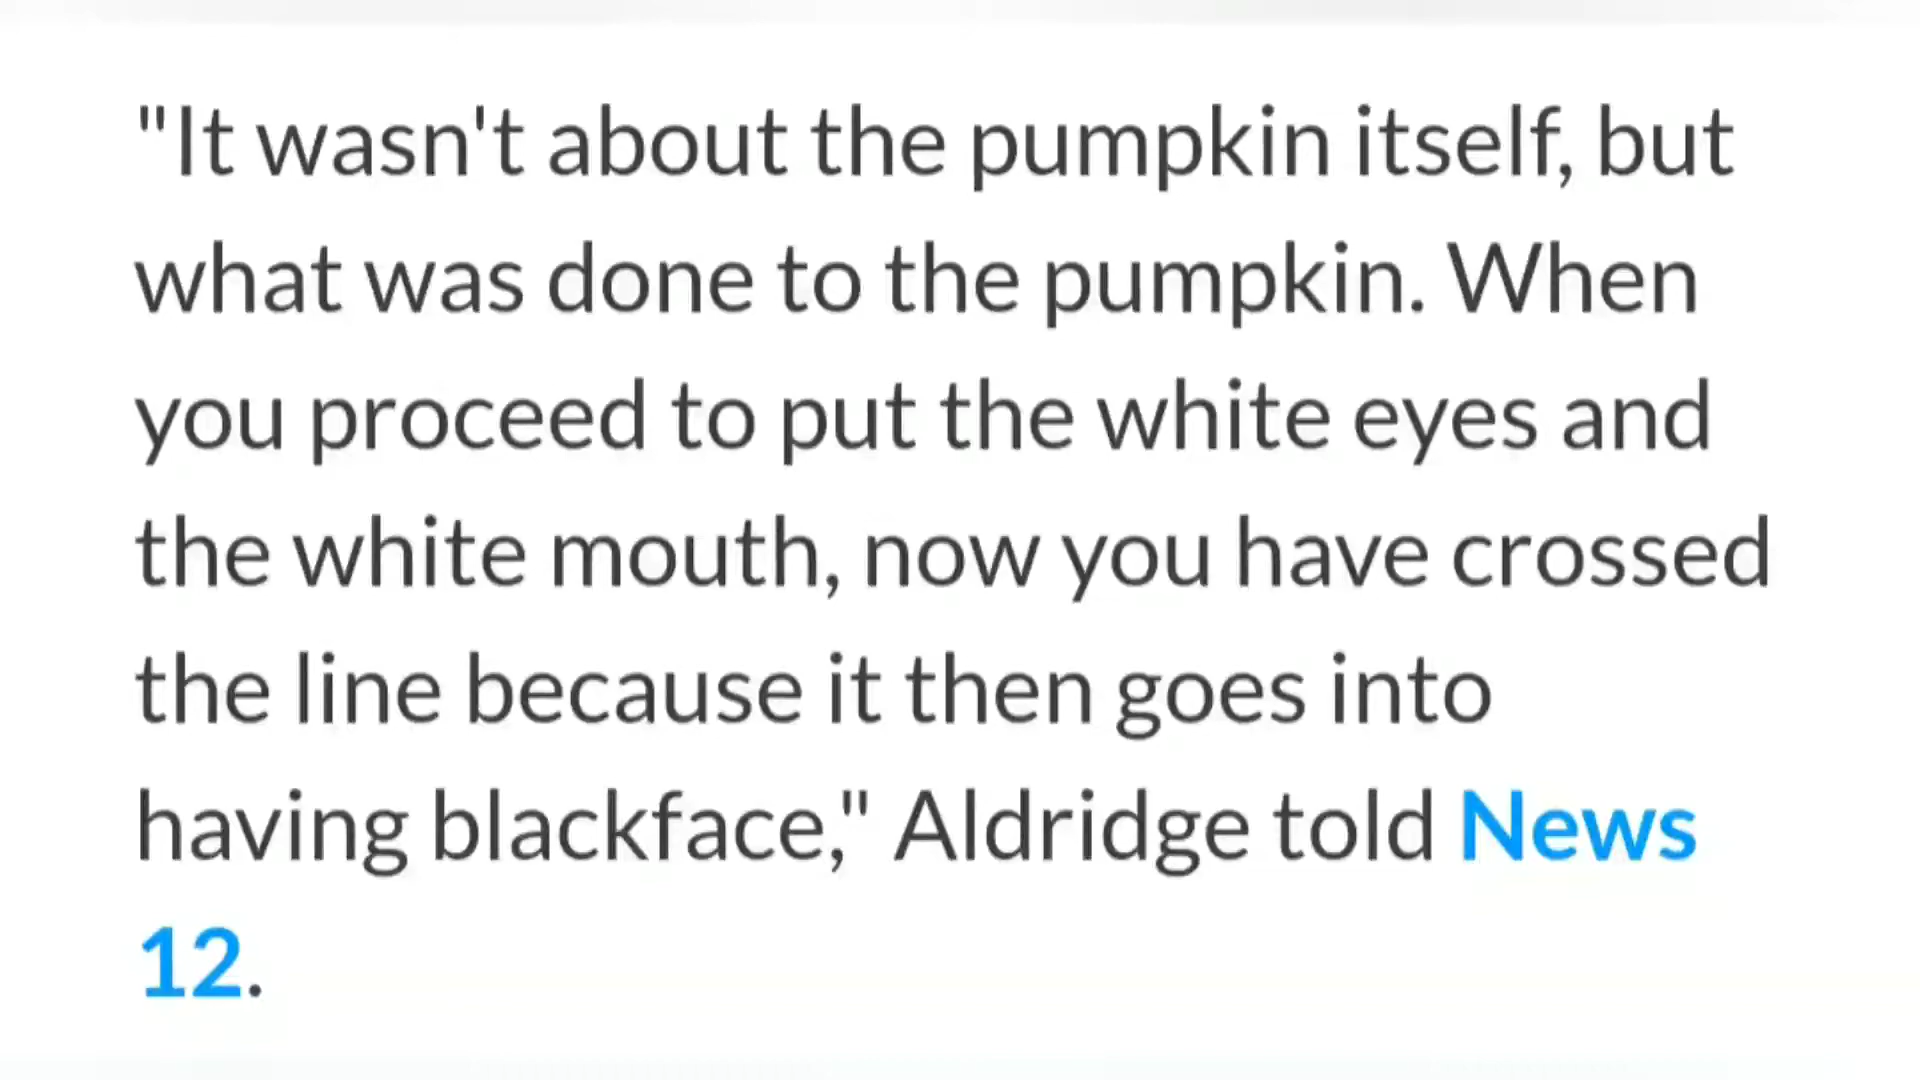 "It wasn't about the pumpkin itself, but
what was done to the pumpkin. When
you proceed to put the white eyes and
the white mouth, now you have crossed
the line because it then goes into
having blackface," Aldridge told News
12.